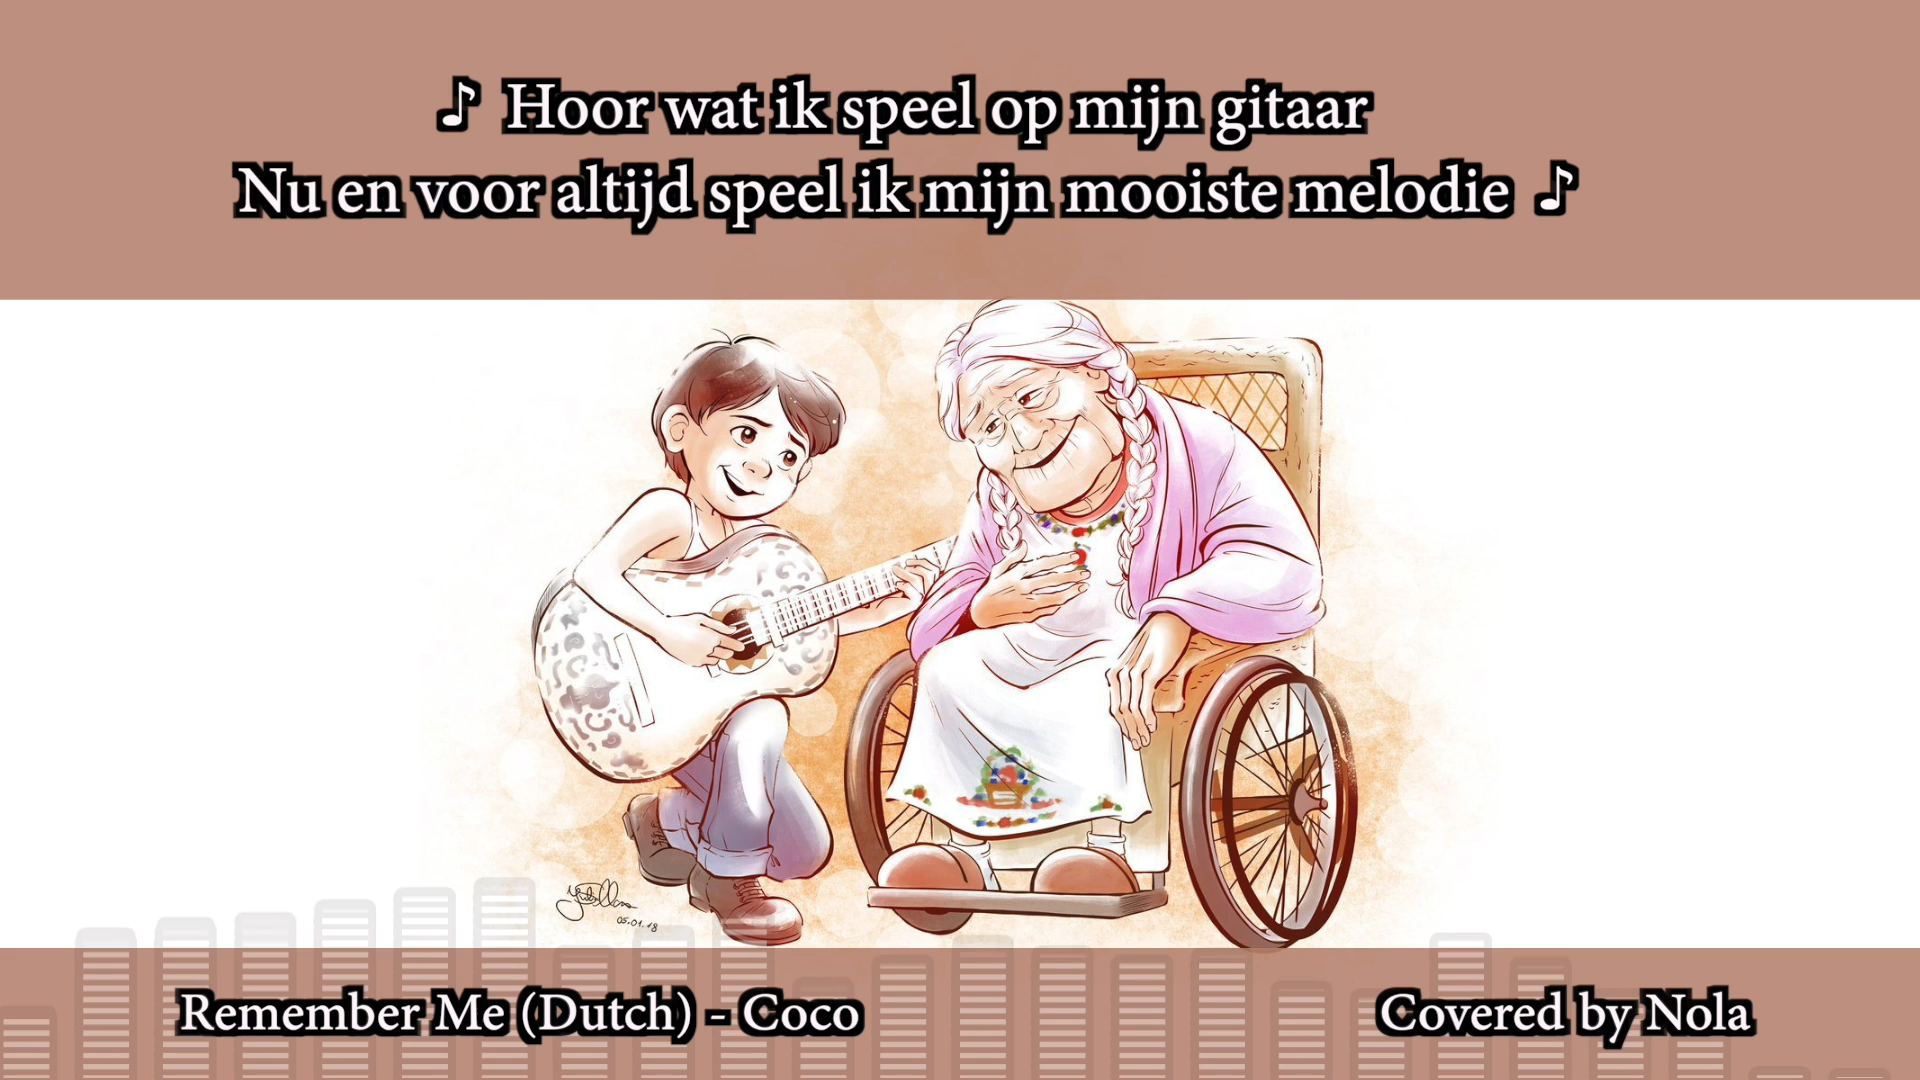 ♪ Hoor wat ik speel op mijn gitaar
Nu en voor altijd speel ik mijn mooiste melodie ♪
05.01.18
Remember Me (Dutch) - Coco
Covered by Nola